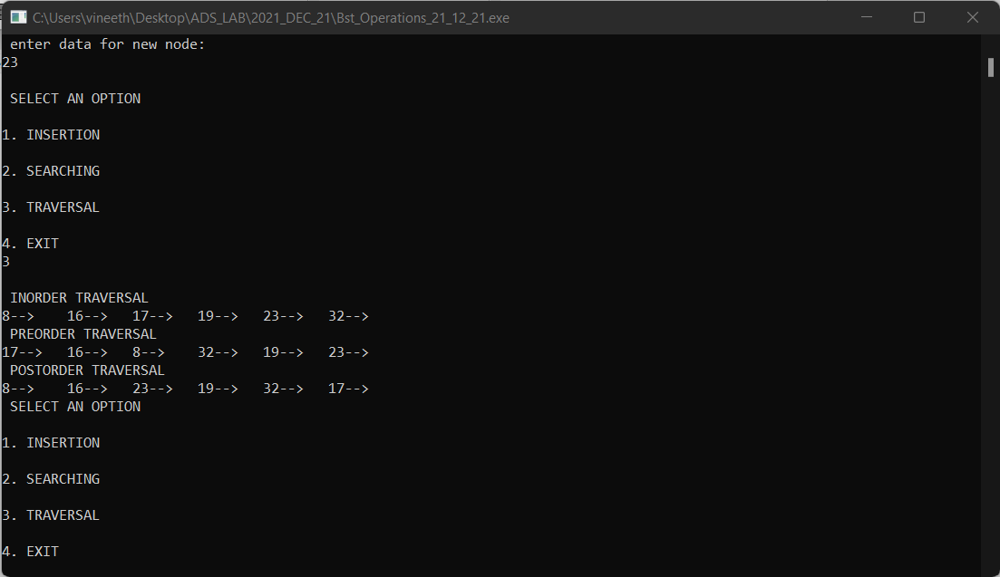 C:\Users\vineeth\Desktop\ADS_LAB\2021_DEC_21\Bst_Operations_21_12_21.exe
enter data for new node:
23
SELECT AN OPTION
1. INSERTION
2. SEARCHING
3. TRAVERSAL
4. EXIT
3
INORDER TRAVERSAL
8-->    16-->   17-->   19-->   23-->   32-->
PREORDER TRAVERSAL
17-->   16-->   8-->    32-->   19-->   23-->
POSTORDER TRAVERSAL
8-->    16-->   23-->   19-->   32-->   17-->
SELECT AN OPTION
1. INSERTION
2. SEARCHING
3. TRAVERSAL
4. EXIT